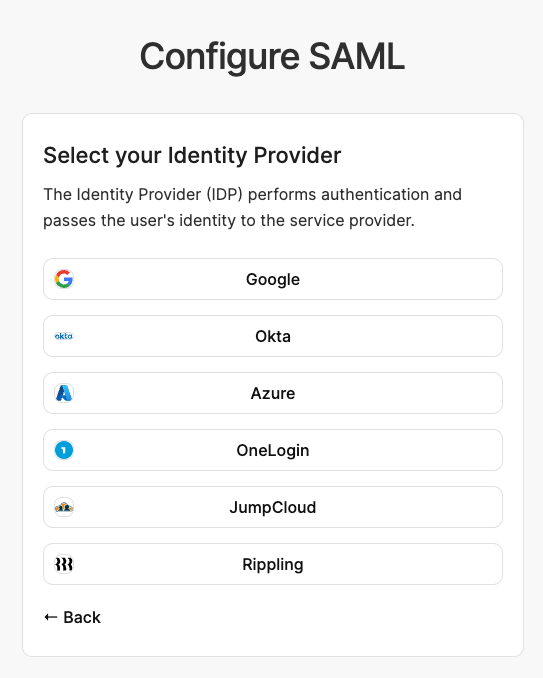 Configure SAML
Select your Identity Provider
The Identity Provider (IDP) performs authentication and
passes the user's identity to the service provider.
Google
okta Okta
Azure
1 OneLogin
JumpCloud
Rippling
← Back